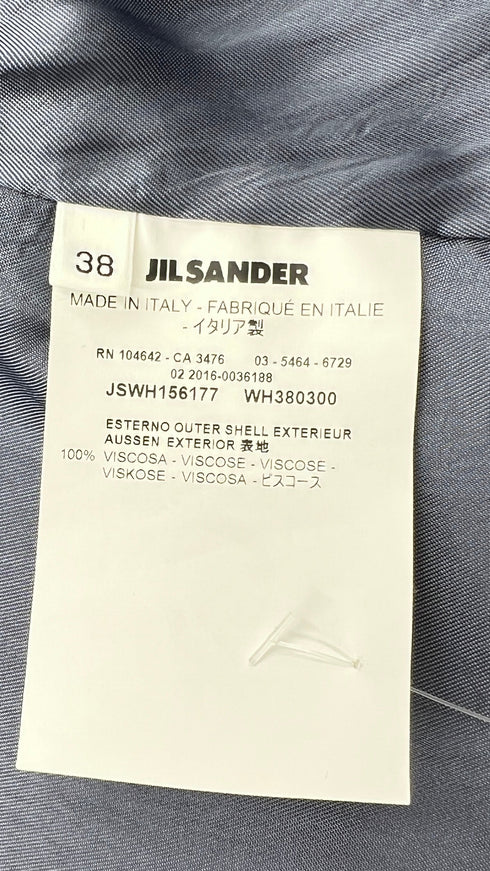 38
JIL SANDER
MADE IN ITALY - FABRIQUÉ EN ITALIE
- イタリア製
RN 104642 - CA 3476 03 - 5464 - 6729
02 2016-0036188
JSWH156177 WH380300
ESTERNO OUTER SHELL EXTERIEUR
AUSSEN EXTERIOR 表地
100% VISCOSA - VISCOSE - VISCOSE -
VISKOSE - VISCOSA - ビスコース